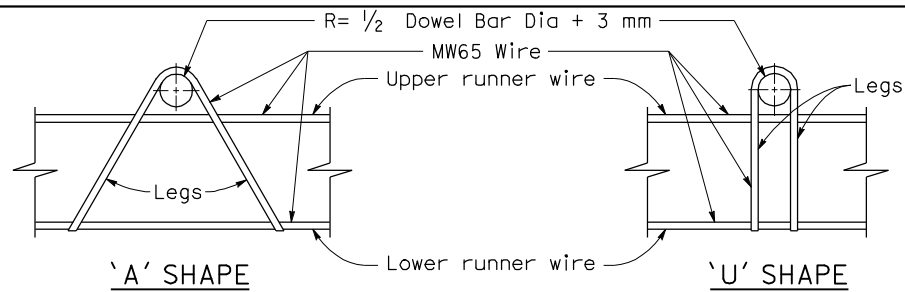 R= 1/2 Dowel Bar Dia + 3 mm
MW65 Wire
Upper runner wire
Legs
Legs
Lower runner wire
'A' SHAPE
'U' SHAPE